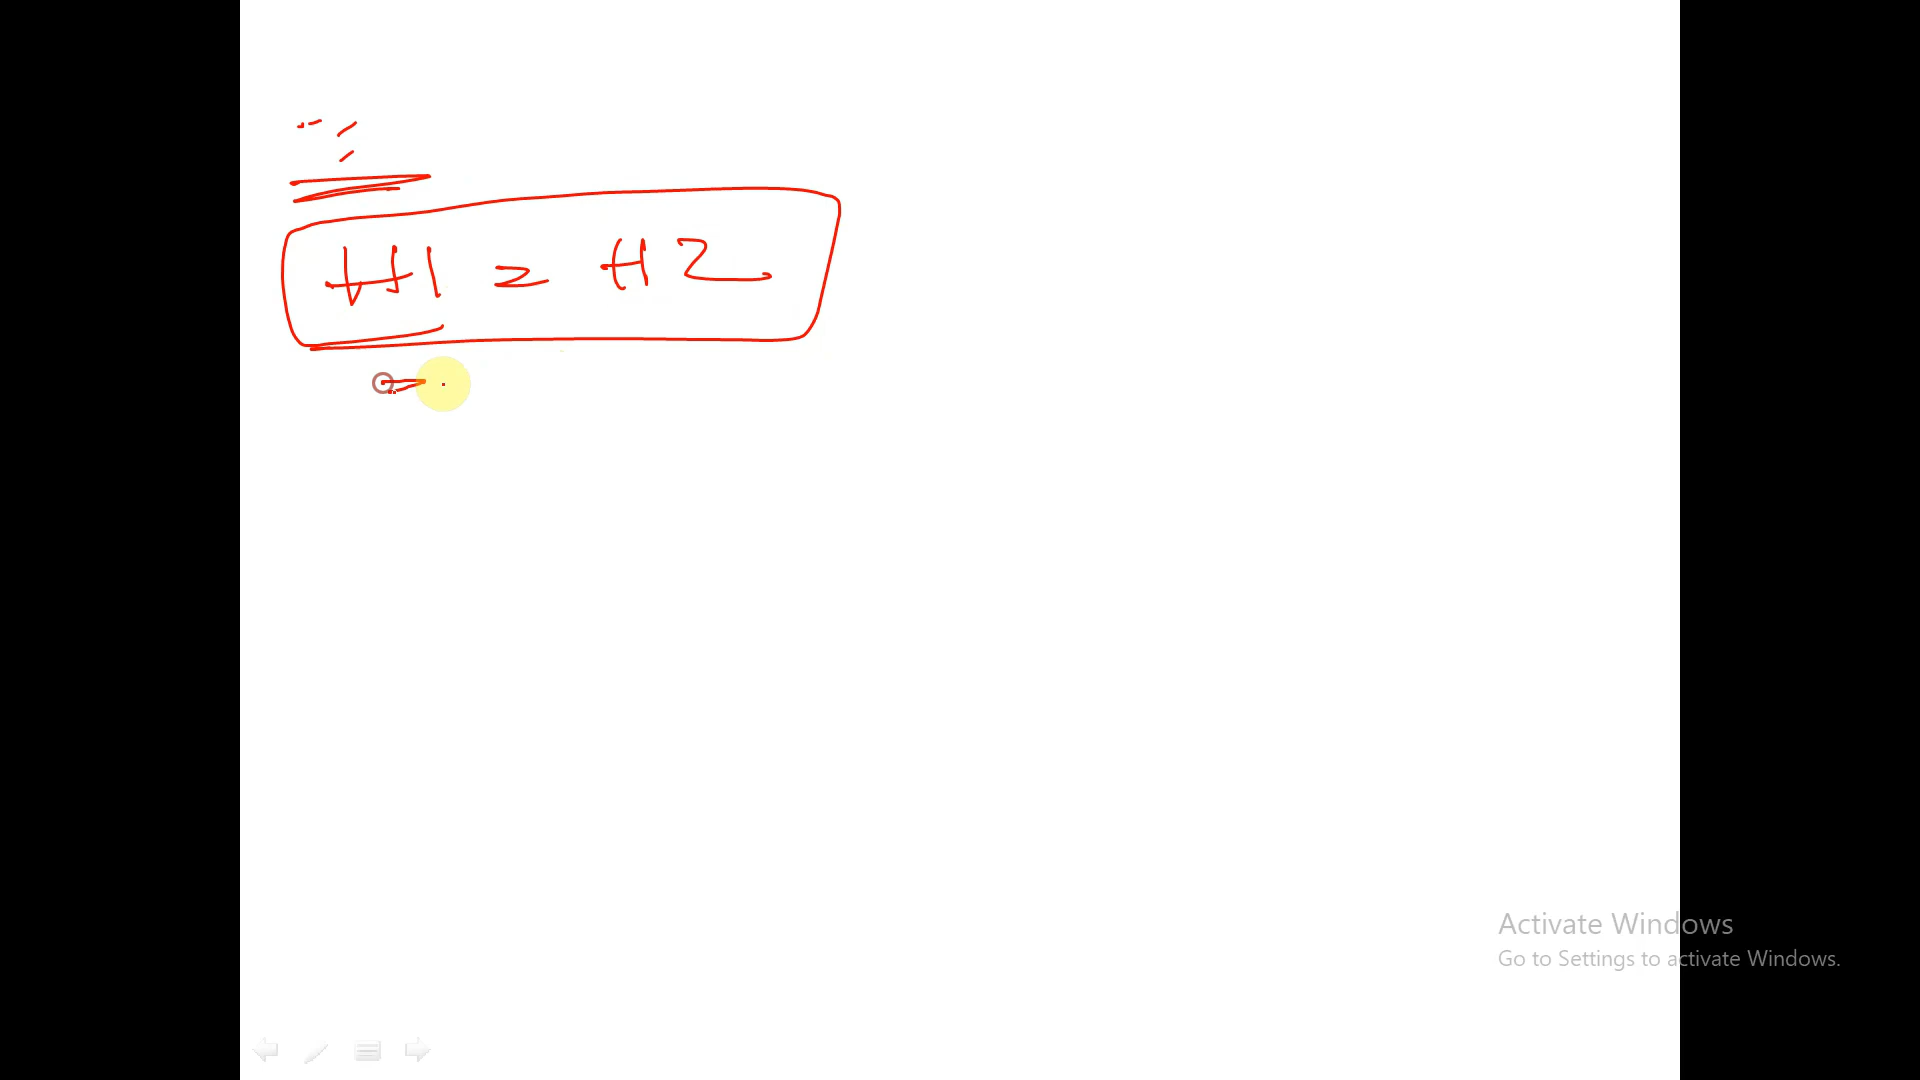 H1 = H2
Activate Windows
Go to Settings to activate Windows.